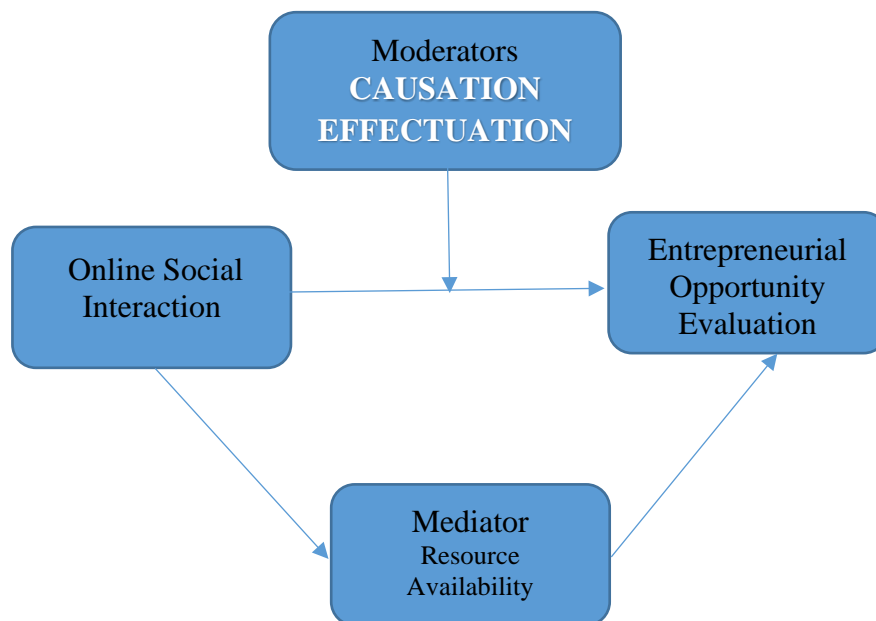 Moderators
CAUSATION
EFFECTUATION
Online Social
Interaction
Entrepreneurial
Opportunity
Evaluation
Mediator
Resource
Availability